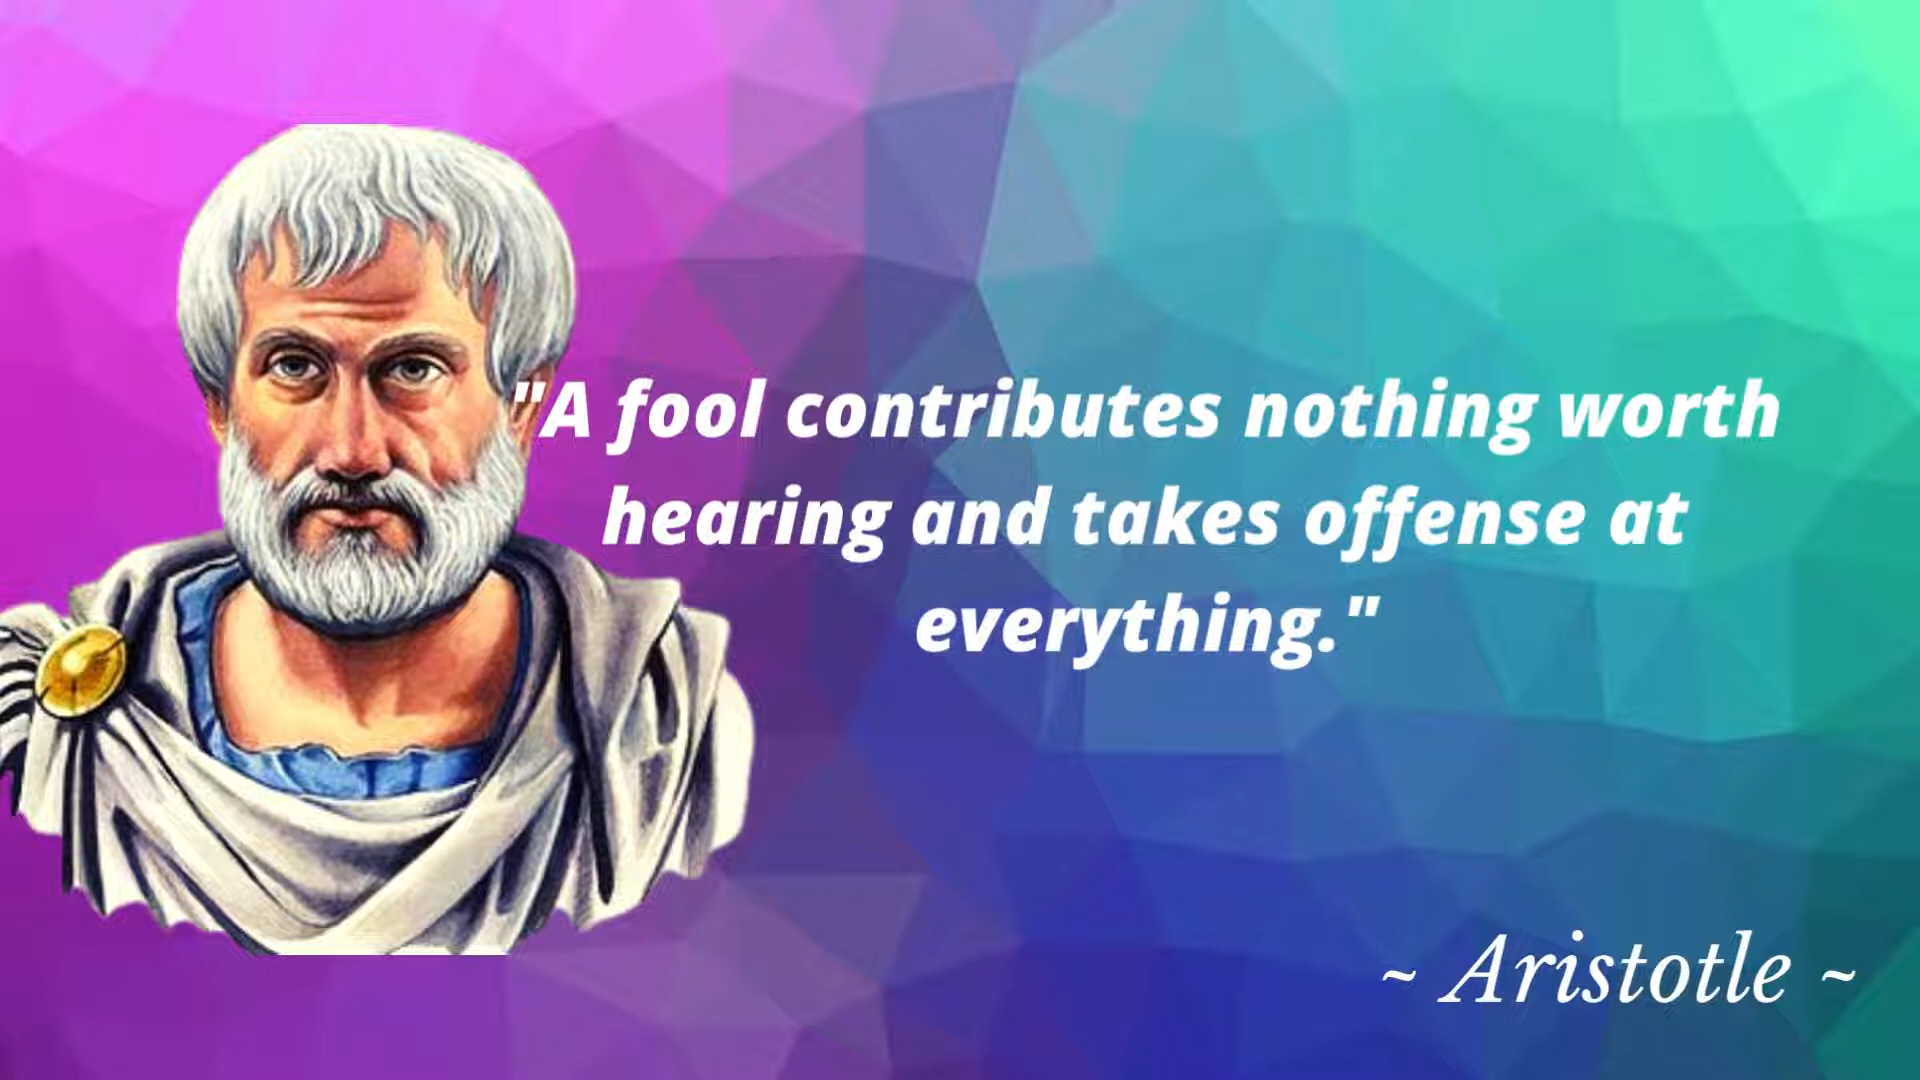 "A fool contributes nothing worth
hearing and takes offense at
everything."
~ Aristotle ~